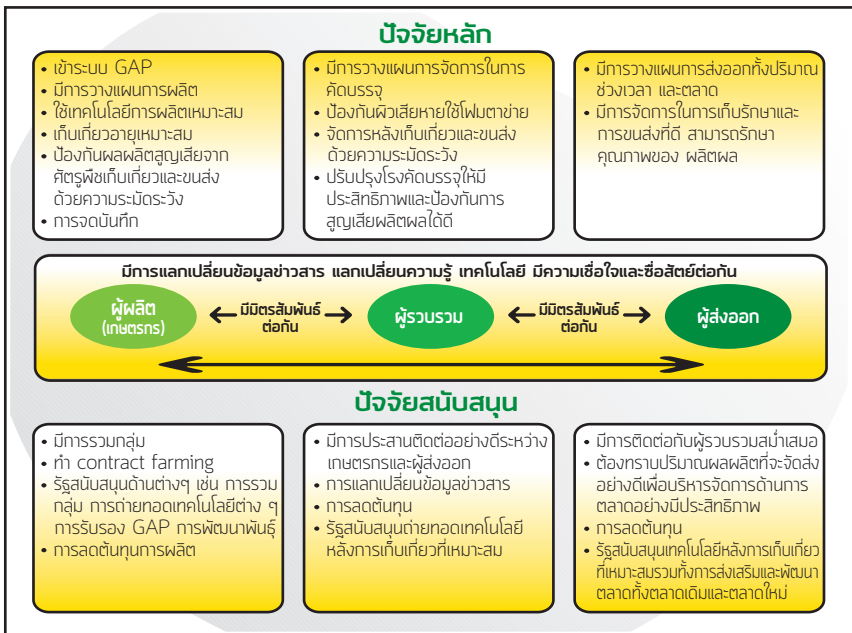 ปัจจัยหลัก
• เข้าระบบ GAP
• มีการวางแผนการผลิต
• ใช้เทคโนโลยีการผลิตเหมาะสม
• เก็บเกี่ยวอายุเหมาะสม
• ป้องกันผลผลิตสูญเสียจาก
ศัตรูพืชเก็บเกี่ยวและขนส่ง
ด้วยความระมัดระวัง
• การจดบันทึก
• มีการวางแผนการจัดการในการ
คัดบรรจุ
• ป้องกันผิวเสียหายใช้โฟมตาข่าย
• จัดการหลังเก็บเกี่ยวและขนส่ง
ด้วยความระมัดระวัง
• ปรับปรุงโรงคัดบรรจุให้มี
ประสิทธิภาพและป้องกันการ
สูญเสียผลิตผลได้ดี
• มีการวางแผนการส่งออกทั้งปริมาณ
ช่วงเวลา และตลาด
• มีการจัดการในการเก็บรักษาและ
การขนส่งที่ดี สามารถรักษา
คุณภาพของ ผลิตผล
มีการแลกเปลี่ยนข้อมูลข่าวสาร แลกเปลี่ยนความรู้ เทคโนโลยี มีความเชื่อใจและซื่อสัตย์ต่อกัน
ผู้ผลิต
(เกษตรกร)
มีมิตรสัมพันธ์
ต่อกัน
ผู้รวบรวม
มีมิตรสัมพันธ์
ต่อกัน
ผู้ส่งออก
ปัจจัยสนับสนุน
• มีการรวมกลุ่ม
• ทำ contract farming
• รัฐสนับสนุนด้านต่างๆ เช่น การรวม
กลุ่ม การถ่ายทอดเทคโนโลยีต่าง ๆ
การรับรอง GAP การพัฒนาพันธุ์
• การลดต้นทุนการผลิต
• มีการประสานติดต่ออย่างดีระหว่าง
เกษตรกรและผู้ส่งออก
• การแลกเปลี่ยนข้อมูลข่าวสาร
• การลดต้นทุน
• รัฐสนับสนุนถ่ายทอดเทคโนโลยี
หลังการเก็บเกี่ยวที่เหมาะสม
• มีการติดต่อกับผู้รวบรวมสม่ำเสมอ
• ต้องทราบปริมาณผลผลิตที่จะจัดส่ง
อย่างดีเพื่อบริหารจัดการด้านการ
ตลาดอย่างมีประสิทธิภาพ
• การลดต้นทุน
• รัฐสนับสนุนเทคโนโลยีหลังการเก็บเกี่ยว
ที่เหมาะสมรวมทั้งการส่งเสริมและพัฒนา
ตลาดทั้งตลาดเดิมและตลาดใหม่